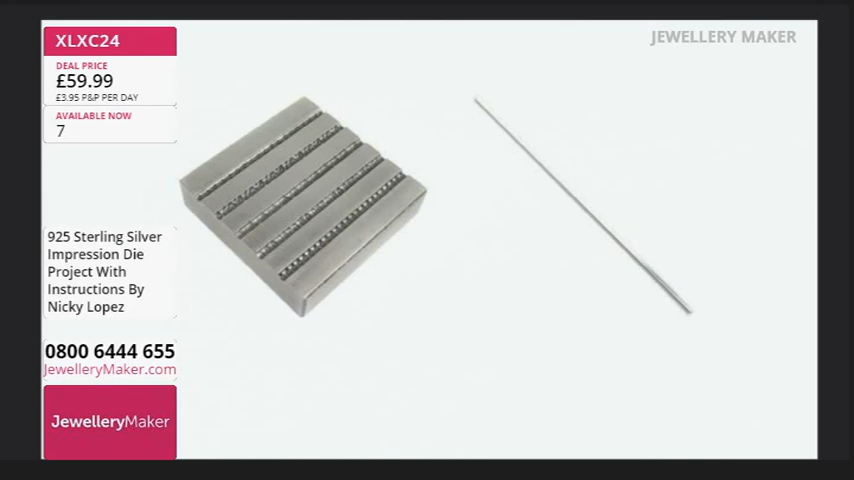 XLXC24
DEAL PRICE
£59.99
£3.95 P&P PER DAY
AVAILABLE NOW
7
925 Sterling Silver
Impression Die
Project With
Instructions By
Nicky Lopez
0800 6444 655
JewelleryMaker.com
JewelleryMaker
JEWELLERY MAKER